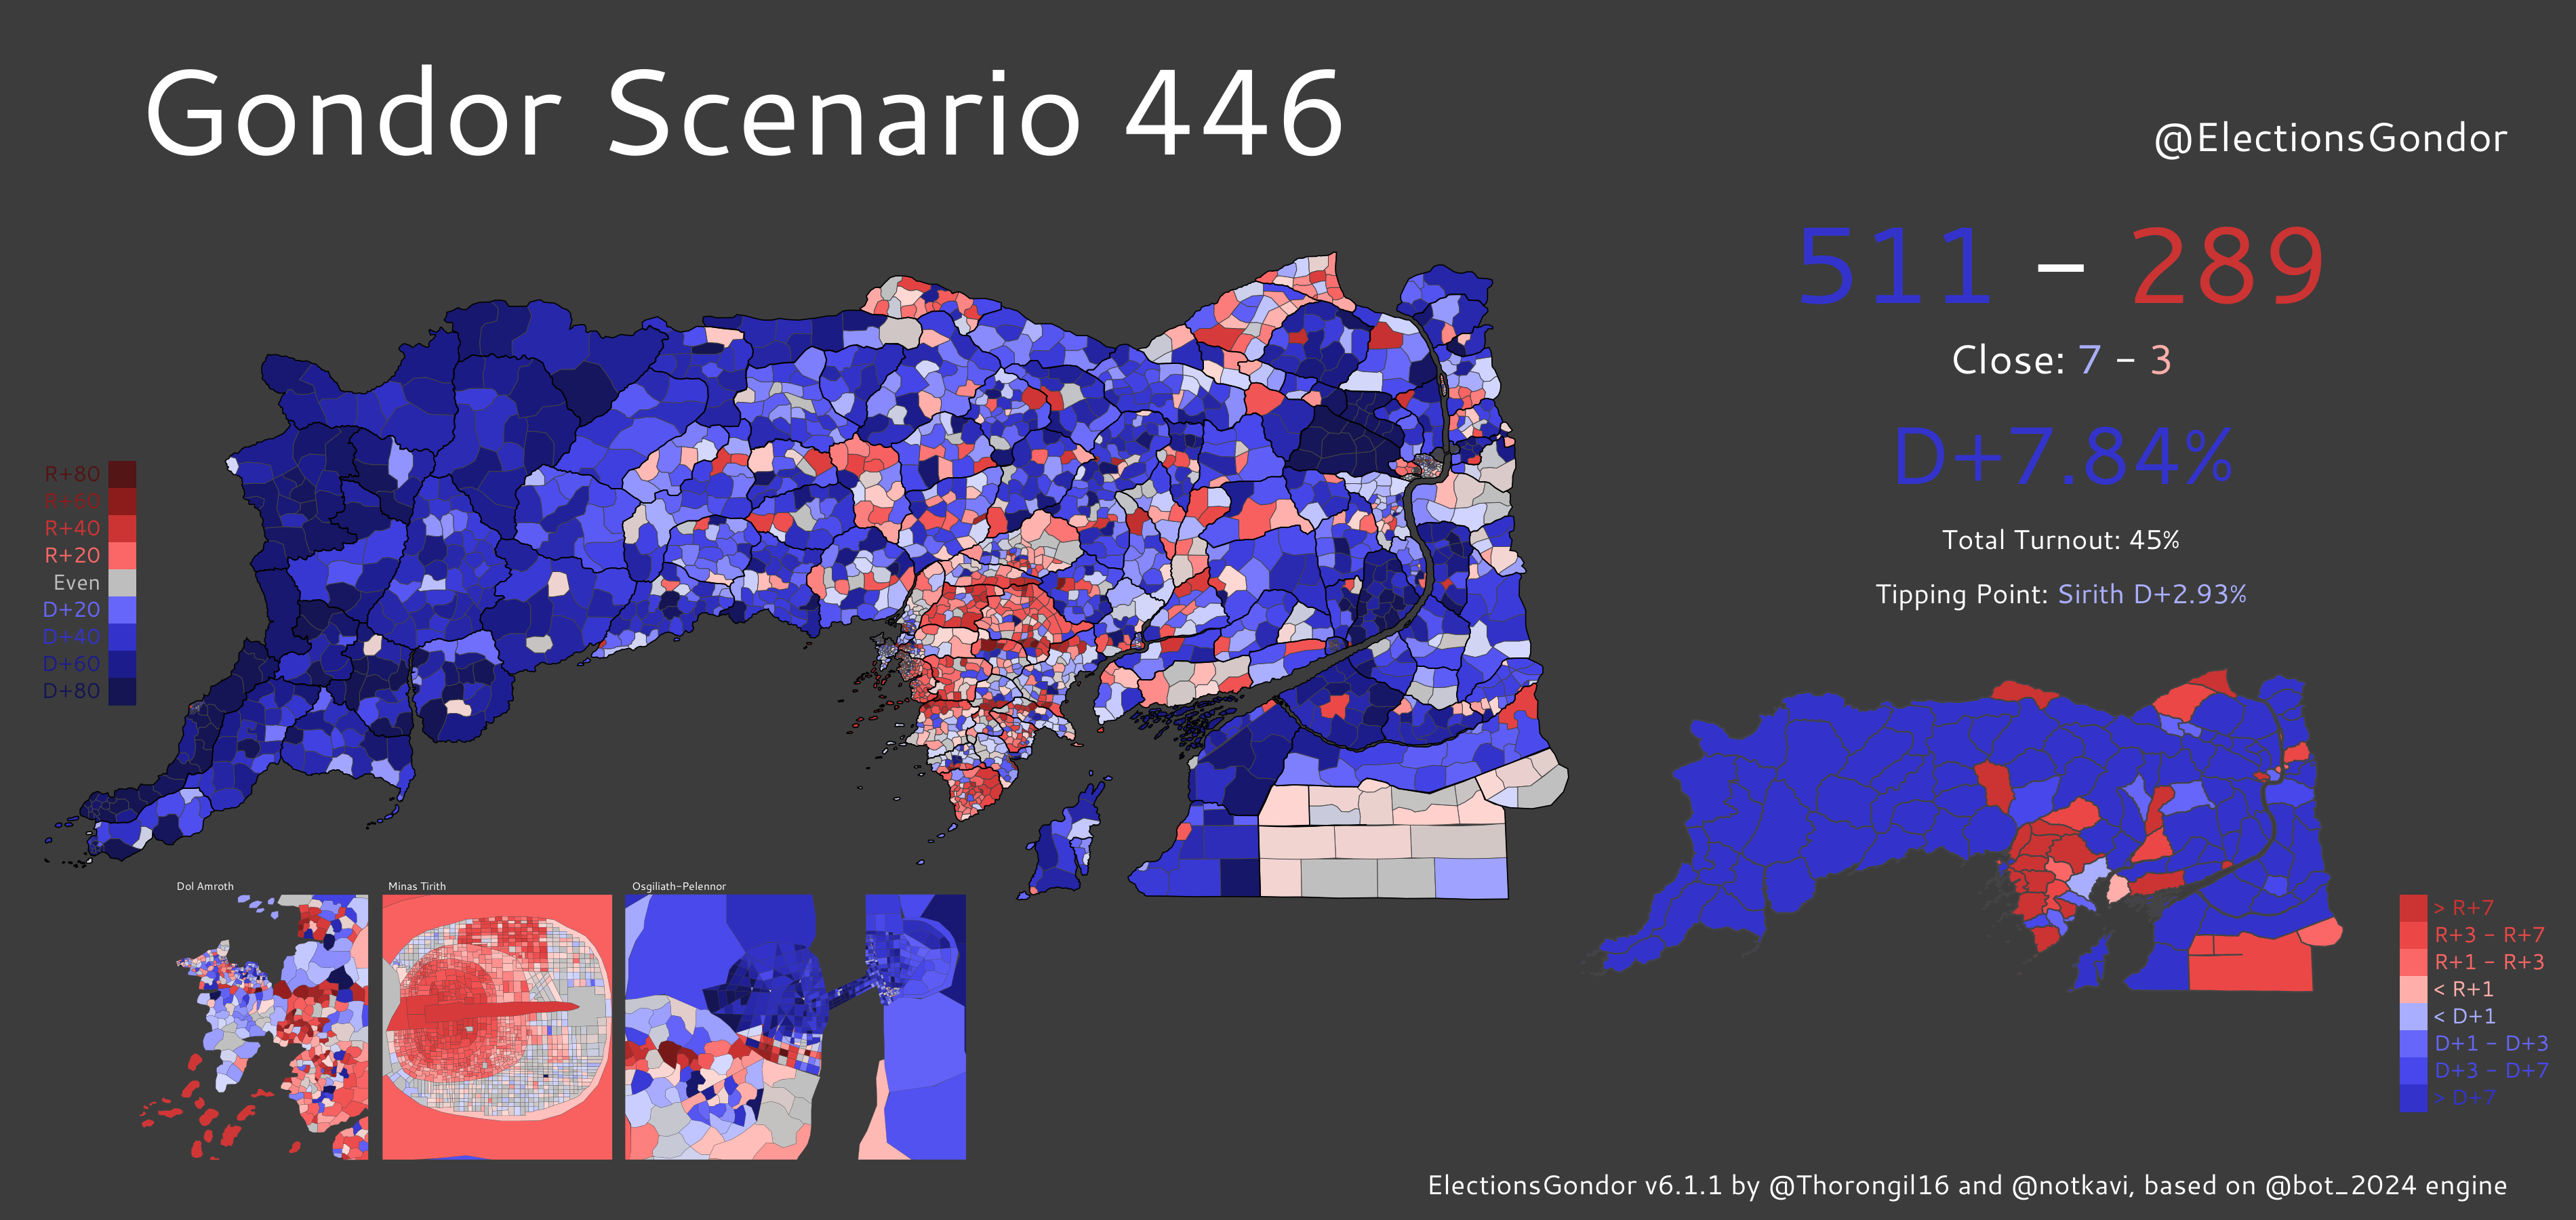 Gondor Scenario 446
@ElectionsGondor
511 – 289
Close: 7 - 3
D+7.84%
Total Turnout: 45%
Tipping Point: Sirith D+2.93%
R+80
R+60
R+40
R+20
Even
D+20
D+40
D+60
D+80
Dol Amroth
Minas Tirith
Osgiliath-Pelennor
> R+7
R+3 - R+7
R+1 - R+3
< R+1
< D+1
D+1 - D+3
D+3 - D+7
> D+7
ElectionsGondor v6.1.1 by @Thorongil16 and @notkavi, based on @bot_2024 engine